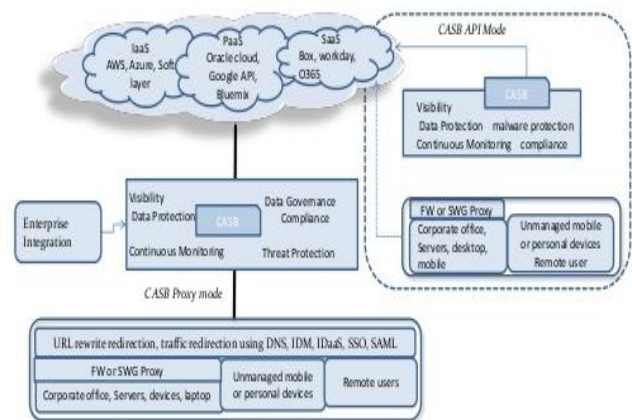 IaaS
AWS, Azure, Soft
layer
PaaS
Oracle cloud,
Google API,
Bluemix
SaaS
Box, workday,
O365
CASB API Mode
CASB
Visibility
Data Protection malware protection
Continuous Monitoring compliance
FW or SWG Proxy
Corporate office,
Servers, desktop,
mobile
Unmanaged mobile
or personal devices
Remote user
Enterprise
Integration
Visibility
Data Protection
CASB
Data Governance
Compliance
Continuous Monitoring
Threat Protection
CASB Proxy mode
URL rewrite redirection, traffic redirection using DNS, IDM, IDaaS, SSO, SAML
FW or SWG Proxy
Corporate office, Servers, devices, laptop
Unmanaged mobile
or personal devices
Remote users